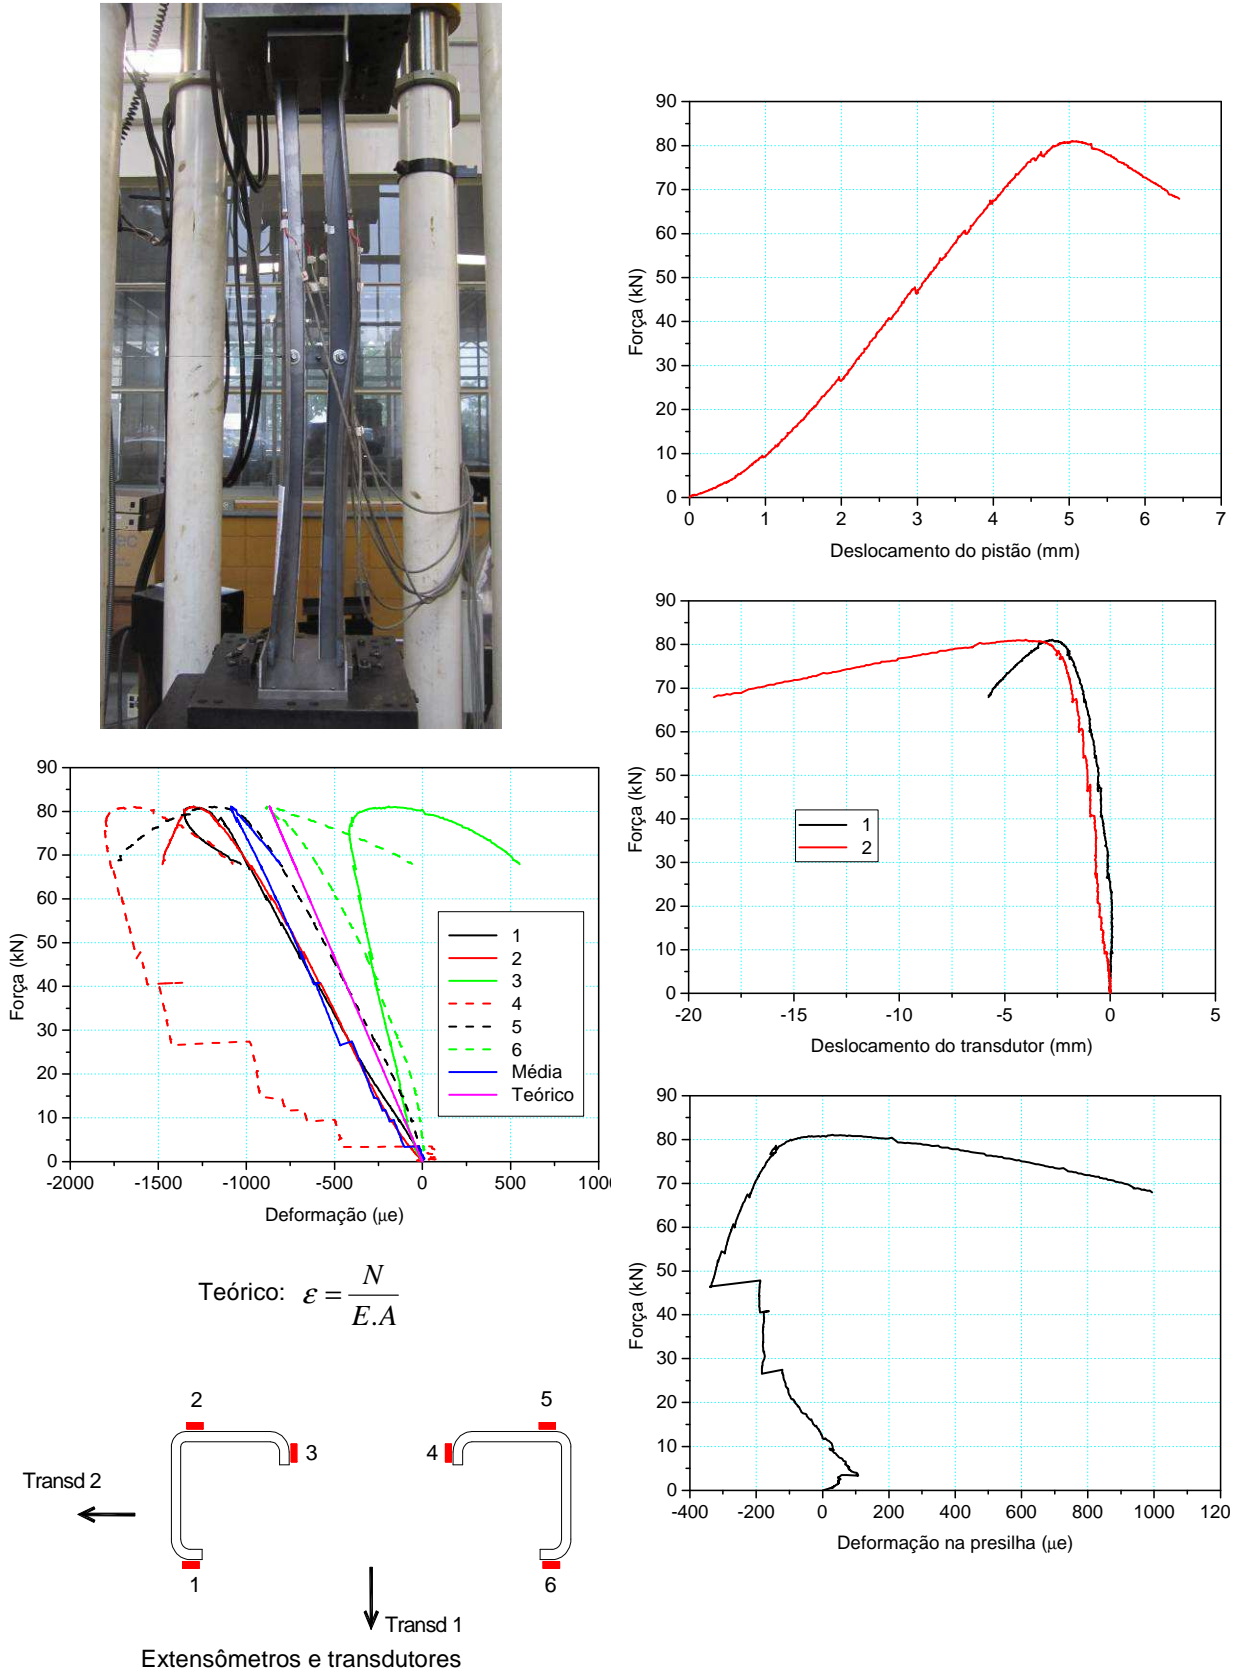 90
80
70
60
50
40
30
20
10
0
Força (kN)
0 1 2 3 4 5 6 7
Deslocamento do pistão (mm)
90
80
70
60
50
40
30
20
10
0
Força (kN)
1
2
-20 -15 -10 -5 0 5
Deslocamento do transdutor (mm)
90
80
70
60
50
40
30
20
10
0
Força (kN)
1
2
3
4
5
6
Média
Teórico
-2000 -1500 -1000 -500 0 500 1000
Deformação (µe)
90
80
70
60
50
40
30
20
10
0
Força (kN)
-400 -200 0 200 400 600 800 1000 120
Deformação na presilha (µe)
Teórico: ε = N / E.A
2 5
3 4
Transd 2
1 6
Transd 1
Extensômetros e transdutores